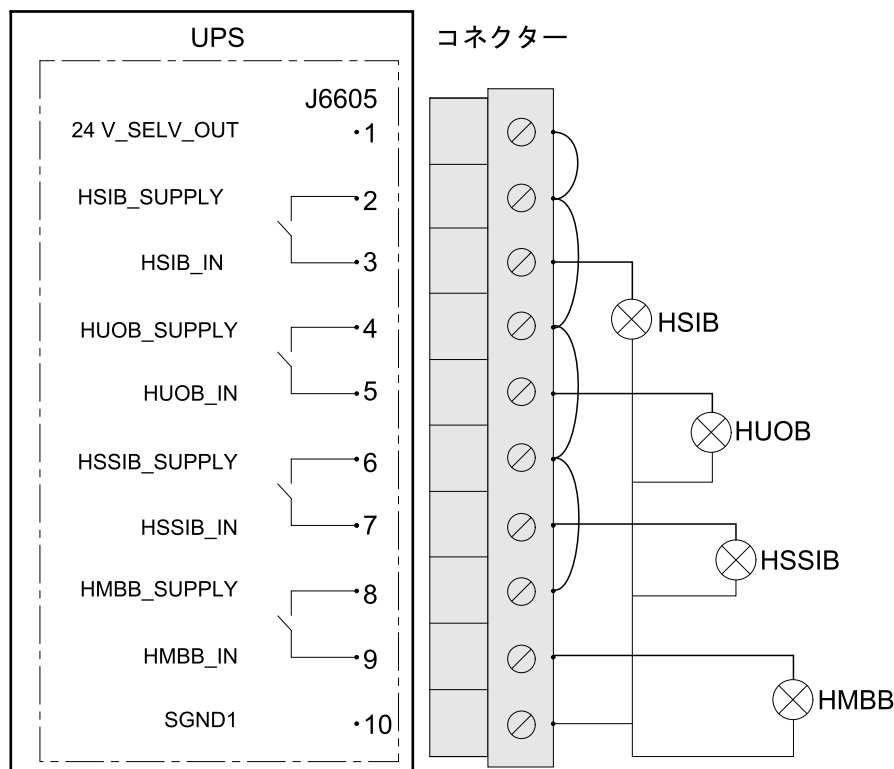 UPS
コネクター
J6605
24 V_SELV_OUT
1
HSIB_SUPPLY
2
HSIB_IN
3
HSIB
HUOB_SUPPLY
4
HUOB_IN
5
HUOB
HSSIB_SUPPLY
6
HSSIB_IN
7
HSSIB
HMBB_SUPPLY
8
HMBB_IN
9
HMBB
SGND1
10